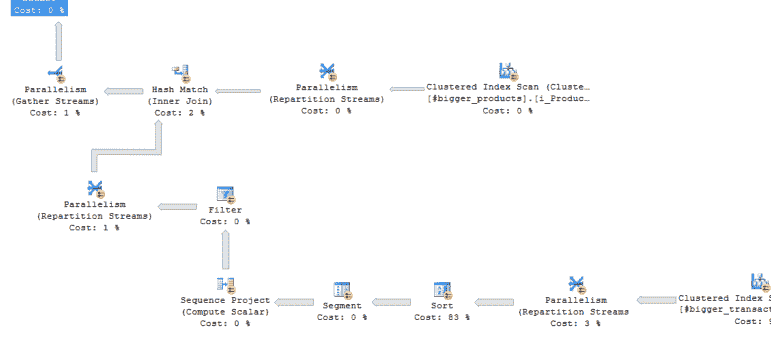 Cost: 0 %
Parallelism
(Gather Streams)
Cost: 1 %
Hash Match
(Inner Join)
Cost: 2 %
Parallelism
(Repartition Streams)
Cost: 0 %
Clustered Index Scan (Cluste…
[#bigger_products].[i_Produc…
Cost: 0 %
Parallelism
(Repartition Streams)
Cost: 1 %
Filter
Cost: 0 %
Sequence Project
(Compute Scalar)
Cost: 0 %
Segment
Cost: 0 %
Sort
Cost: 83 %
Parallelism
(Repartition Streams
Cost: 3 %
Clustered Index S
[#bigger_transact
Cost: 9